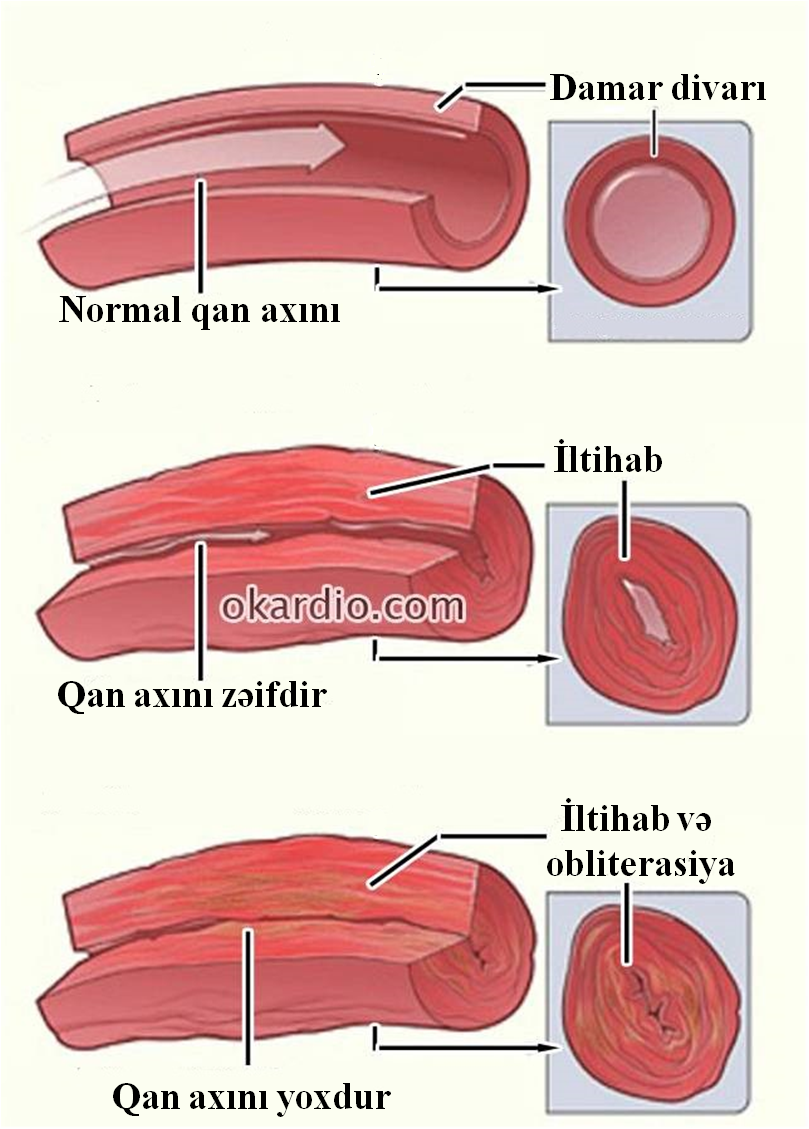 Damar divarı
Normal qan axını
İltihab
okardio.com
Qan axını zəifdir
İltihab və
obliterasiya
Qan axını yoxdur